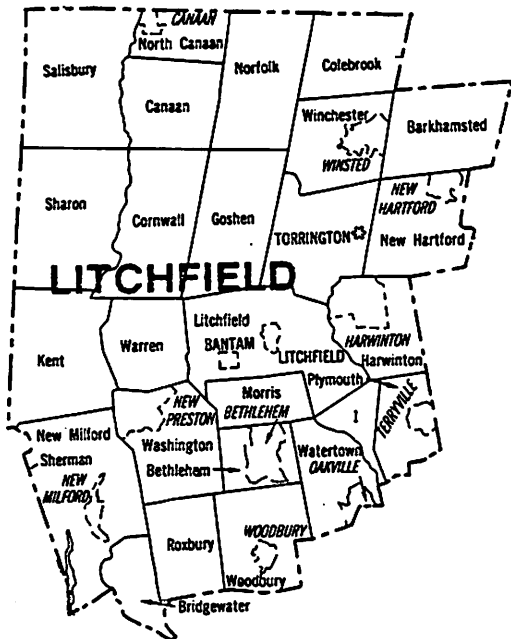 CANAAN
North Canaan
Salisbury
Norfolk
Colebrook
Canaan
Winchester
Barkhamsted
WINSTED
Sharon
NEW
HARTFORD
Cornwall
Goshen
TORRINGTON
New Hartford
LITCHFIELD
Litchfield
BANTAM
LITCHFIELD
HARWINTON
Harwinton
Kent
Warren
Plymouth
Morris
BETHLEHEM
NEW
PRESTON
TERRYVILLE
New Milford
Washington
Watertown
Sherman
Bethlehem
OAKVILLE
NEW
MILFORD
I
Roxbury
WOODBURY
Woodbury
Bridgewater